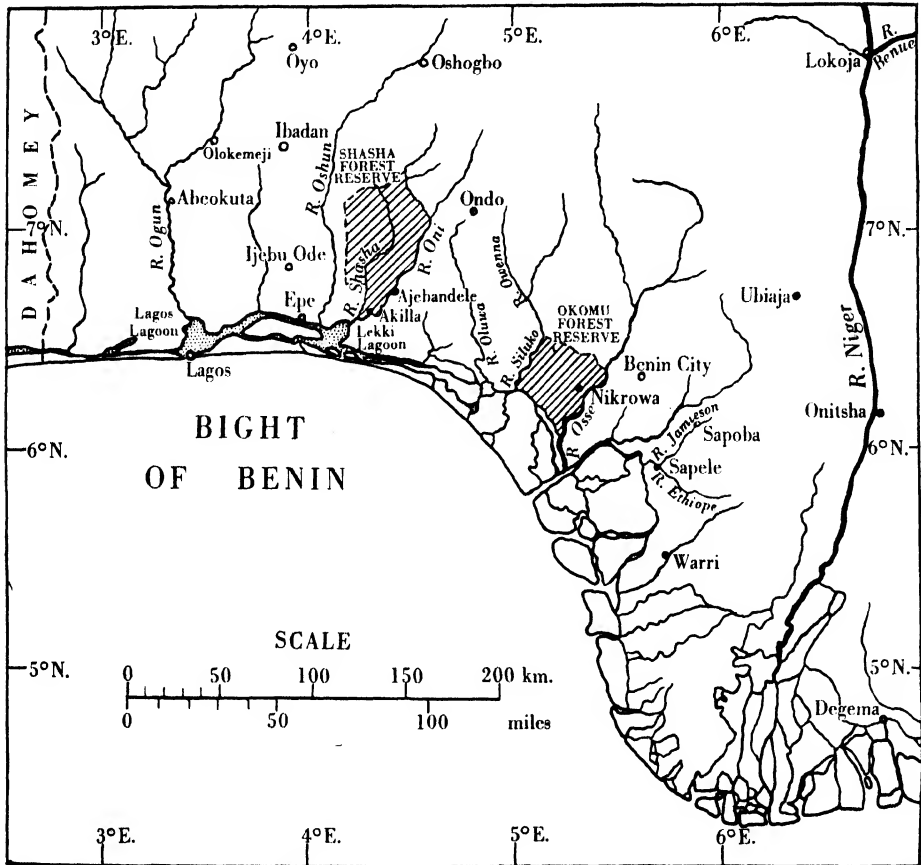 3°E.
4°E.
5°E.
6°E.
R.
Benue
Lokoja
Oyo
Oshogbo
DAHOMEY
Olokemeji
Ibadan
R. Oshun
SHASHA
FOREST
RESERVE
Abeokuta
Ondo
7°N.
7°N.
R. Ogun
Ijebu Ode
R. Shasha
R. Oni
R. Owenna
Ubiaja
Epe
Ajebandele
Akilla
Lagos
Lagoon
Lekki
Lagoon
R. Oluwa
R. Siluko
OKOMU
FOREST
RESERVE
R. Niger
Lagos
Benin City
Nikrowa
R. Osse
Onitsha
BIGHT
OF BENIN
R. Jamieson
Sapoba
6°N.
6°N.
Sapele
R. Ethiope
Warri
SCALE
5°N.
5°N.
0 50 100 150 200 km.
0 50 100 miles
Degema
3°E.
4°E.
5°E.
6°E.